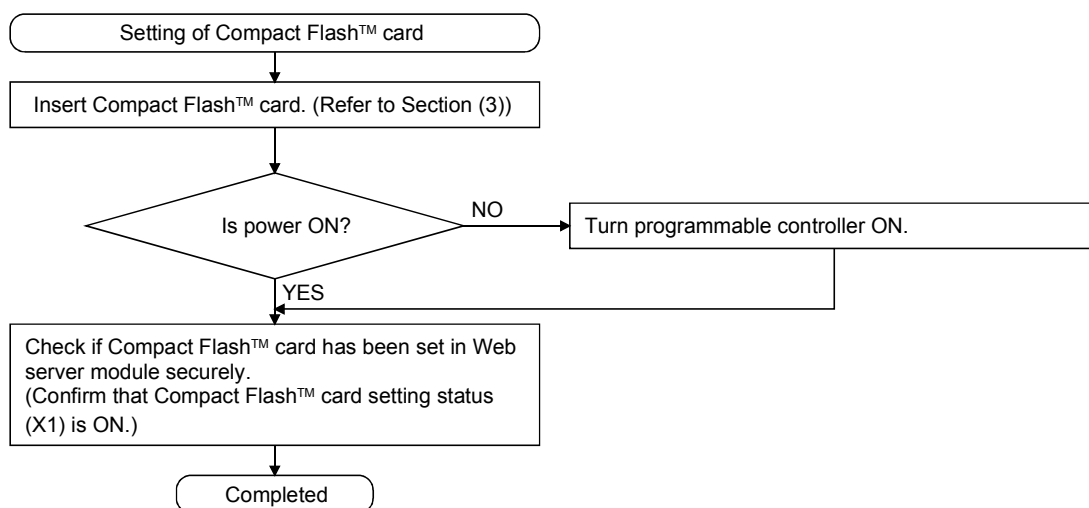 Setting of Compact Flash™ card
Insert Compact Flash™ card. (Refer to Section (3))
Is power ON?
NO
Turn programmable controller ON.
YES
Check if Compact Flash™ card has been set in Web
server module securely.
(Confirm that Compact Flash™ card setting status
(X1) is ON.)
Completed